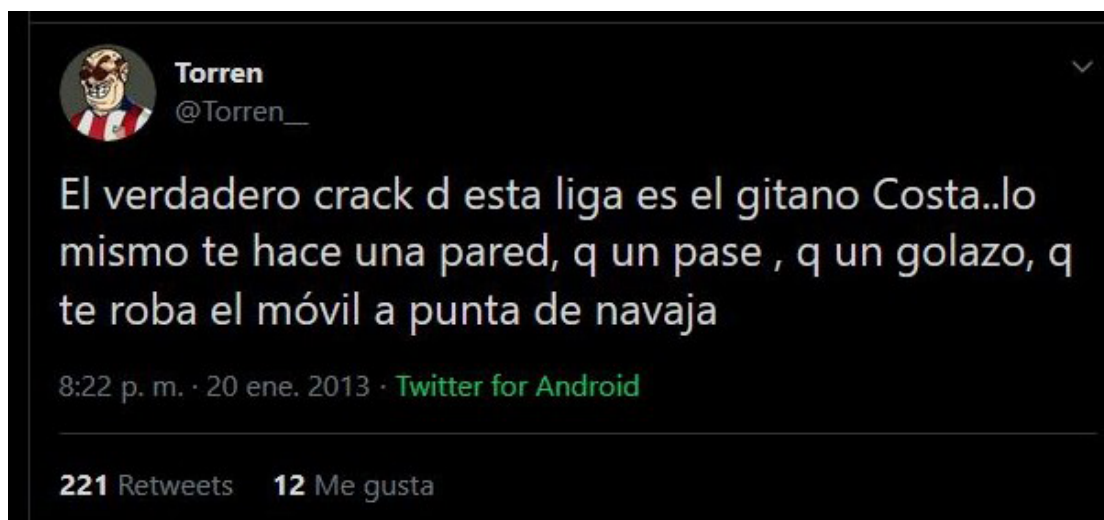 Torren
@Torren__
El verdadero crack d esta liga es el gitano Costa..lo
mismo te hace una pared, q un pase , q un golazo, q
te roba el móvil a punta de navaja
8:22 p. m. · 20 ene. 2013 · Twitter for Android
221 Retweets 12 Me gusta